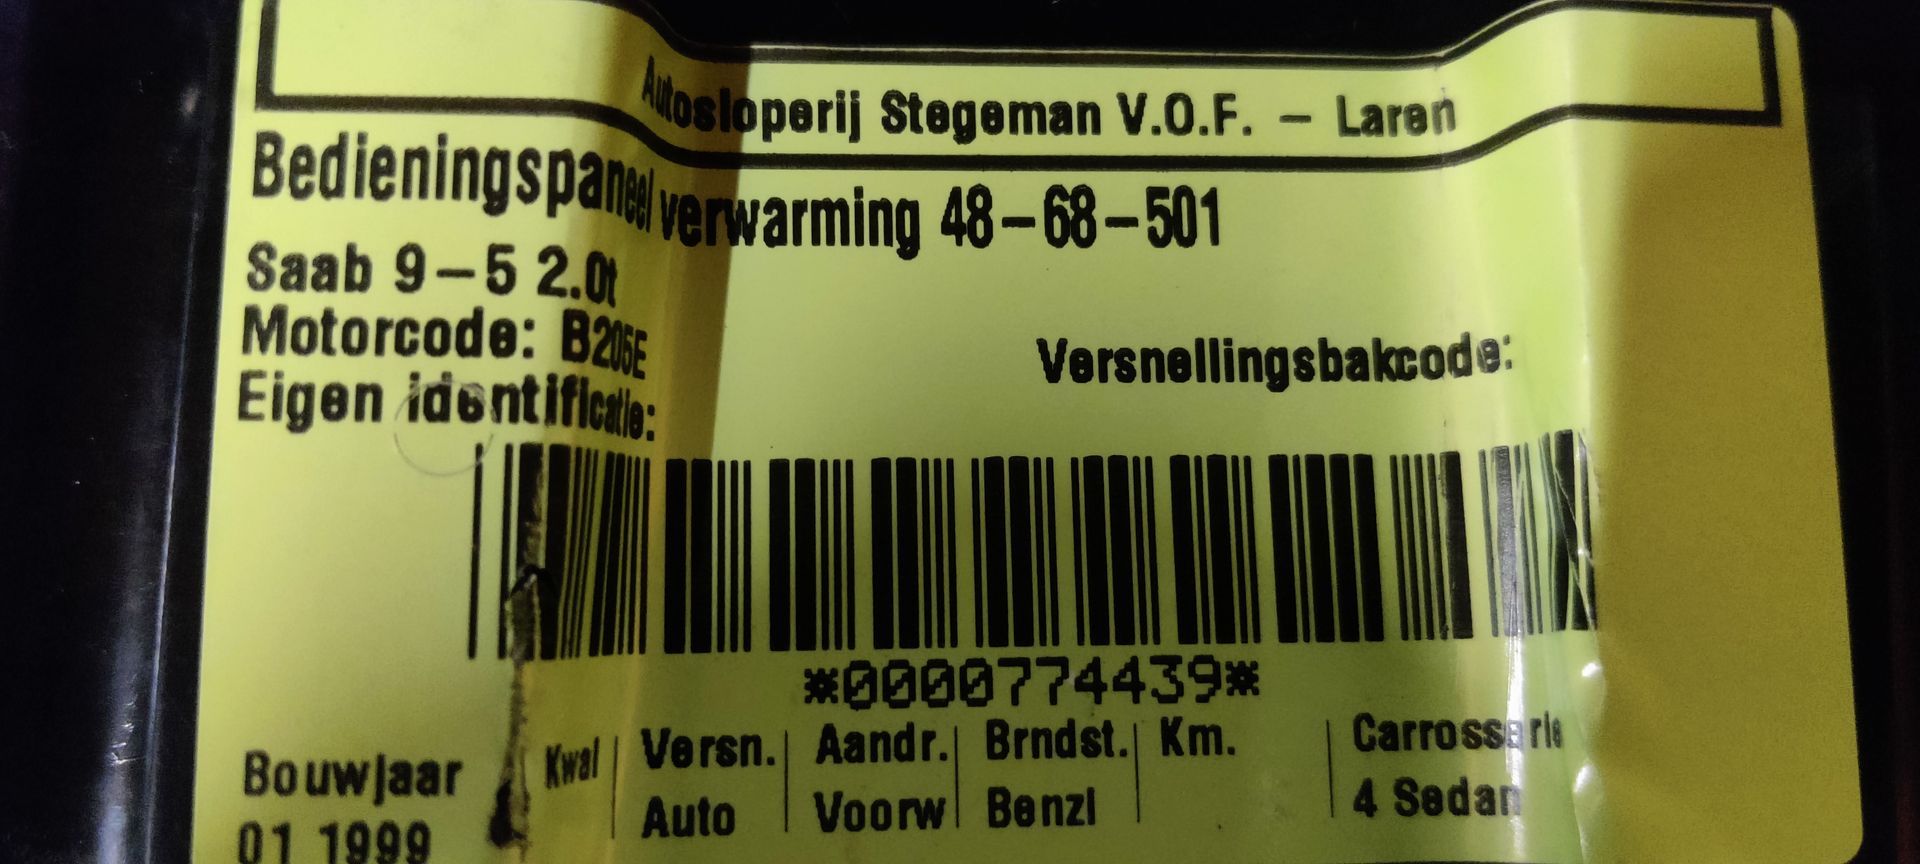 Autosloperij Stegeman V.O.F. - Laren
Bedieningspaneel verwarming 48-68-501
Saab 9-5 2.0t
Motorcode: B205E
Versnellingsbakcode:
Eigen identificatie:
*0000774439*
Bouwjaar Kwal Versn. Aandr. Brndst. Km. Carrosserie
01 1999 Auto Voorw Benzi 4 Sedan